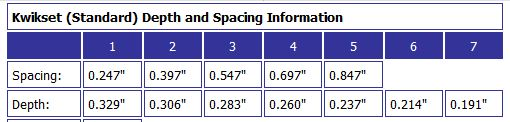 Kwikset (Standard) Depth and Spacing Information
1 2 3 4 5 6 7
Spacing: 0.247" 0.397" 0.547" 0.697" 0.847"
Depth: 0.329" 0.306" 0.283" 0.260" 0.237" 0.214" 0.191"